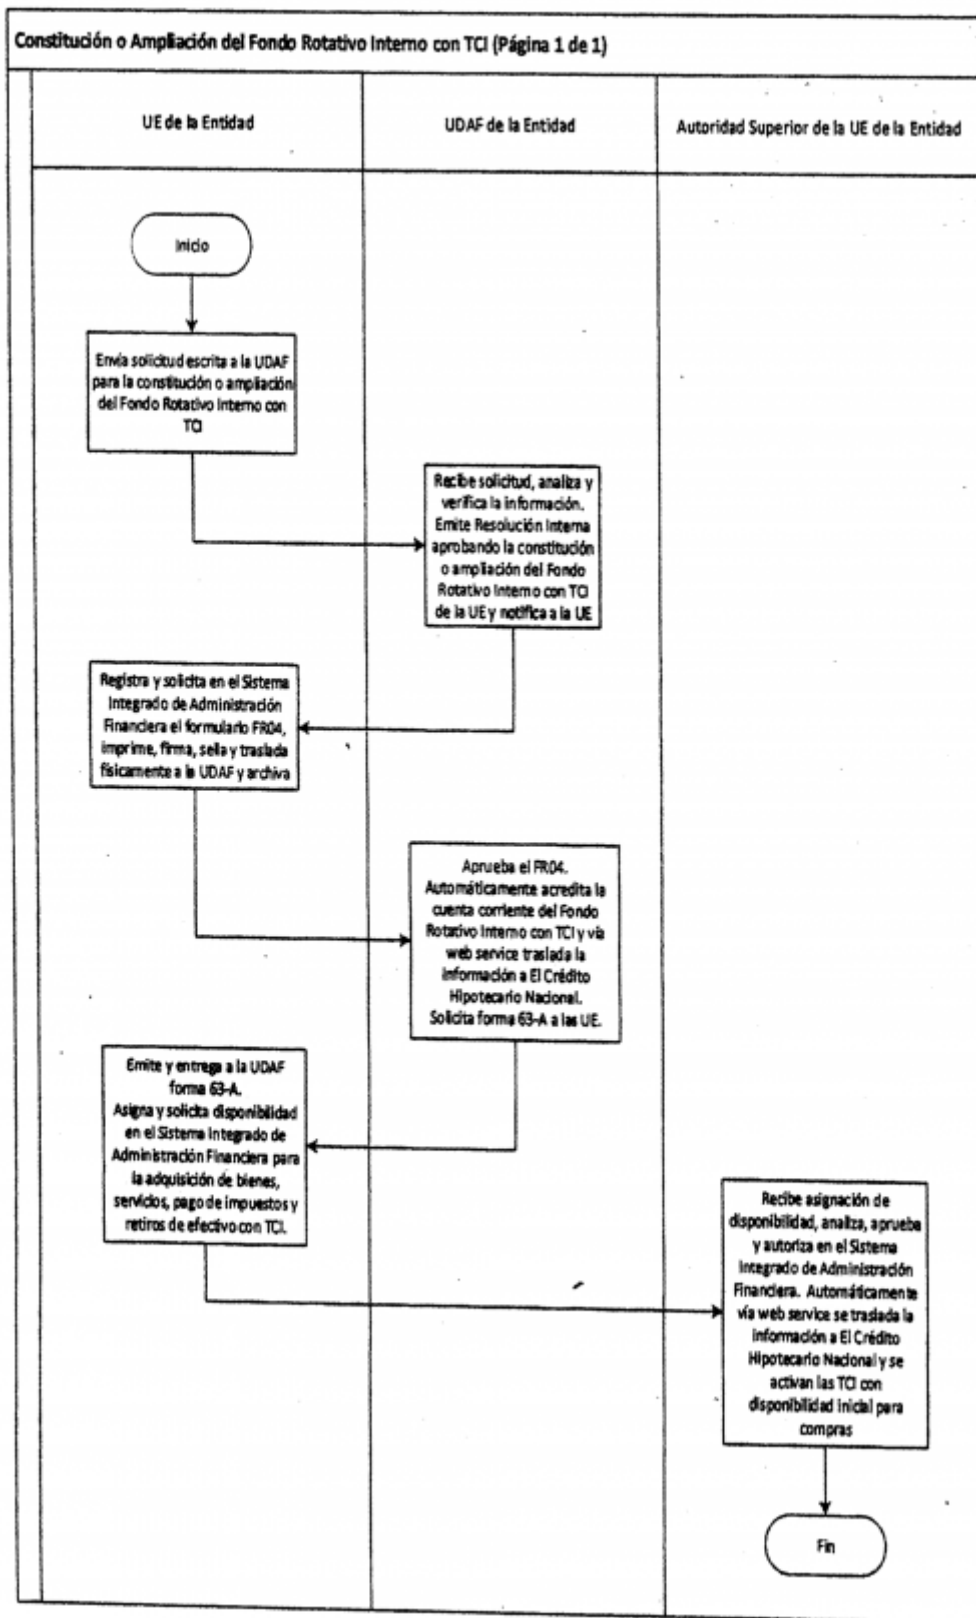 Constitución o Ampliación del Fondo Rotativo Interno con TCI (Página 1 de 1)
UE de la Entidad
UDAF de la Entidad
Autoridad Superior de la UE de la Entidad
Inicio
Envía solicitud escrita a la UDAF
para la constitución o ampliación
del Fondo Rotativo Interno con
TCI
Recibe solicitud, analiza y
verifica la información.
Emite Resolución Interna
aprobando la constitución
o ampliación del Fondo
Rotativo Interno con TCI
de la UE y notifica a la UE
Registra y solicita en el Sistema
Integrado de Administración
Financiera el formulario FR04,
imprime, firma, sella y traslada
físicamente a la UDAF y archiva
Aprueba el FR04.
Automáticamente acredita la
cuenta corriente del Fondo
Rotativo Interno con TCI y vía
web service traslada la
información a El Crédito
Hipotecario Nacional.
Solicita forma 63-A a las UE.
Emite y entrega a la UDAF
forma 63-A.
Asigna y solicita disponibilidad
en el Sistema Integrado de
Administración Financiera para
la adquisición de bienes,
servicios, pago de impuestos y
retiros de efectivo con TCI.
Recibe asignación de
disponibilidad, analiza, aprueba
y autoriza en el Sistema
Integrado de Administración
Financiera. Automáticamente
vía web service se traslada la
información a El Crédito
Hipotecario Nacional y se
activan las TCI con
disponibilidad inicial para
compras
Fin